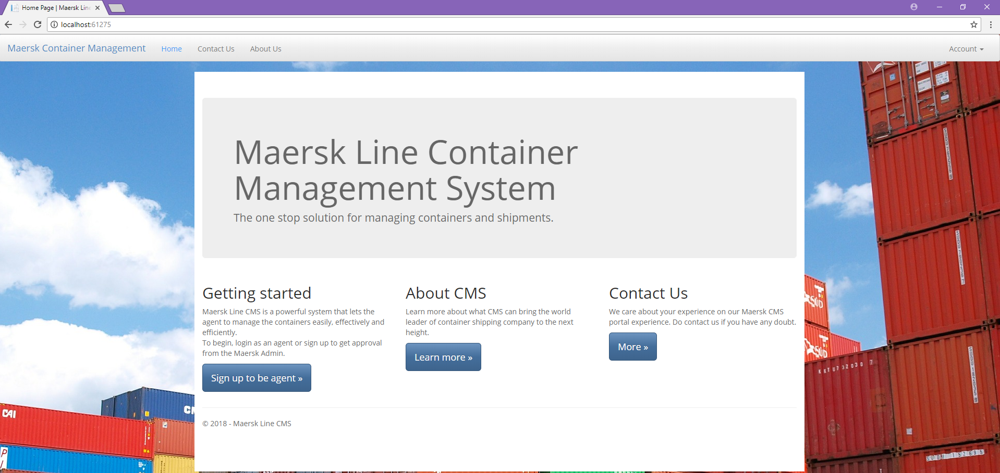 Home Page | Maersk Line
localhost:61275
Maersk Container Management
Home
Contact Us
About Us
Account
Maersk Line Container
Management System
The one stop solution for managing containers and shipments.
Getting started
Maersk Line CMS is a powerful system that lets the
agent to manage the containers easily, effectively and
efficiently.
To begin, login as an agent or sign up to get approval
from the Maersk Admin.
Sign up to be agent »
About CMS
Learn more about what CMS can bring the world
leader of container shipping company to the next
height.
Learn more »
Contact Us
We care about your experience on our Maersk CMS
portal experience. Do contact us if you have any doubt.
More »
© 2018 - Maersk Line CMS
CAI
SÜD
SÜD
KKTU732030 7
SUDU 152695